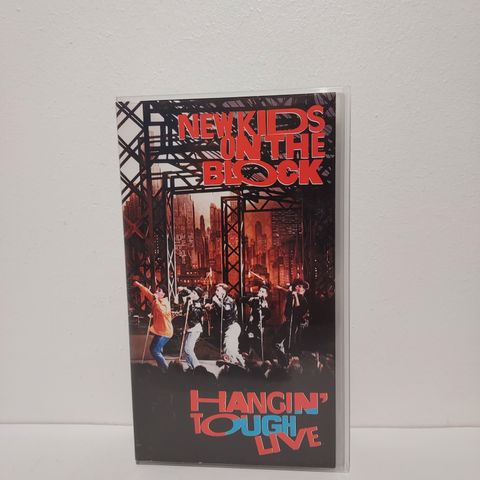 NEW KIDS
ON THE
BLOCK
HANGIN'
TOUGH
LIVE